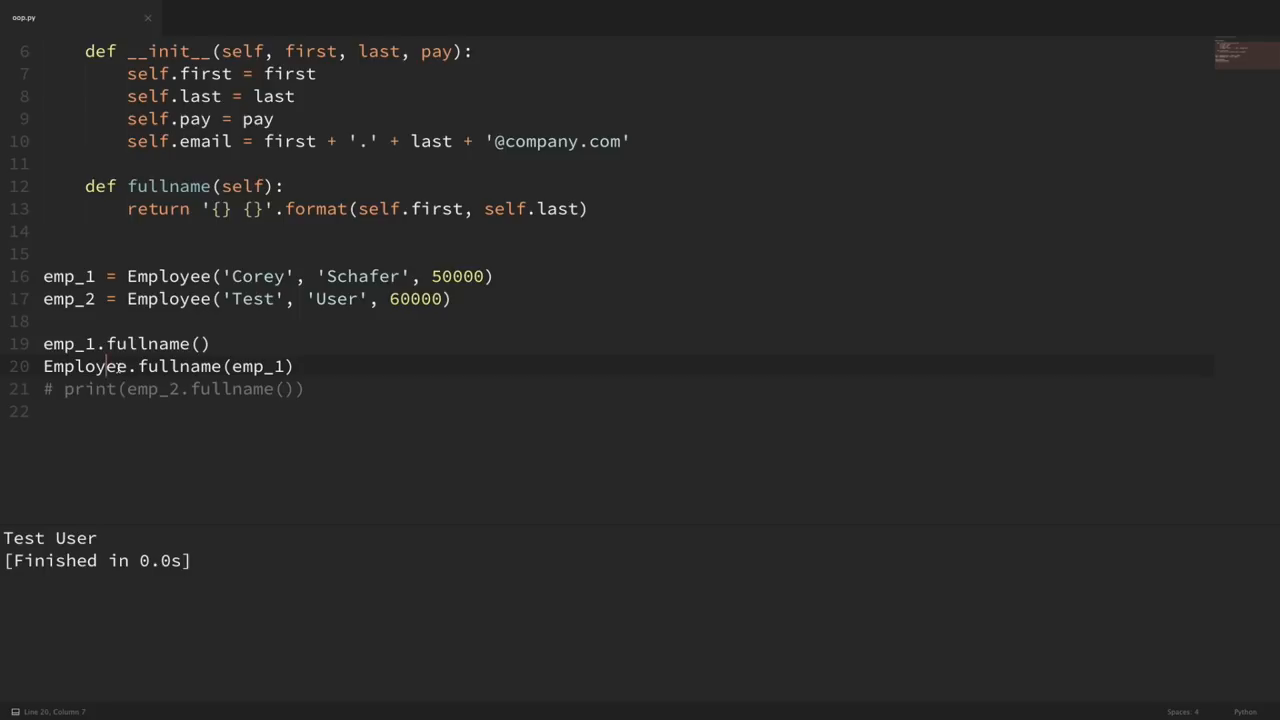 oop.py ×
6 def __init__(self, first, last, pay):
7 self.first = first
8 self.last = last
9 self.pay = pay
10 self.email = first + '.' + last + '@company.com'
11
12 def fullname(self):
13 return '{} {}'.format(self.first, self.last)
14
15
16 emp_1 = Employee('Corey', 'Schafer', 50000)
17 emp_2 = Employee('Test', 'User', 60000)
18
19 emp_1.fullname()
20 Employee.fullname(emp_1)
21 # print(emp_2.fullname())
22
Test User
[Finished in 0.0s]
Line 20, Column 7 Spaces: 4 Python